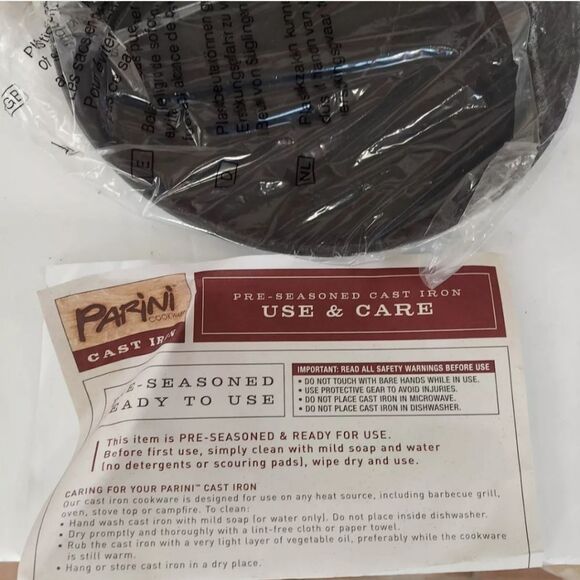 GB
E
D
NL
PARINI
COOKWARE
CAST IRON
PRE-SEASONED CAST IRON
USE & CARE
E-SEASONED
EADY TO USE
IMPORTANT: READ ALL SAFETY WARNINGS BEFORE USE
• DO NOT TOUCH WITH BARE HANDS WHILE IN USE.
• USE PROTECTIVE GEAR TO AVOID INJURIES.
• DO NOT PLACE CAST IRON IN MICROWAVE.
• DO NOT PLACE CAST IRON IN DISHWASHER.
This item is PRE-SEASONED & READY FOR USE.
Before first use, simply clean with mild soap and water
(no detergents or scouring pads), wipe dry and use.
CARING FOR YOUR PARINI™ CAST IRON
Our cast iron cookware is designed for use on any heat source, including barbecue grill,
oven, stove top or campfire. To clean:
• Hand wash cast iron with mild soap (or water only). Do not place inside dishwasher.
• Dry promptly and thoroughly with a lint-free cloth or paper towel.
• Rub the cast iron with a very light layer of vegetable oil, preferably while the cookware
is still warm.
• Hang or store cast iron in a dry place.